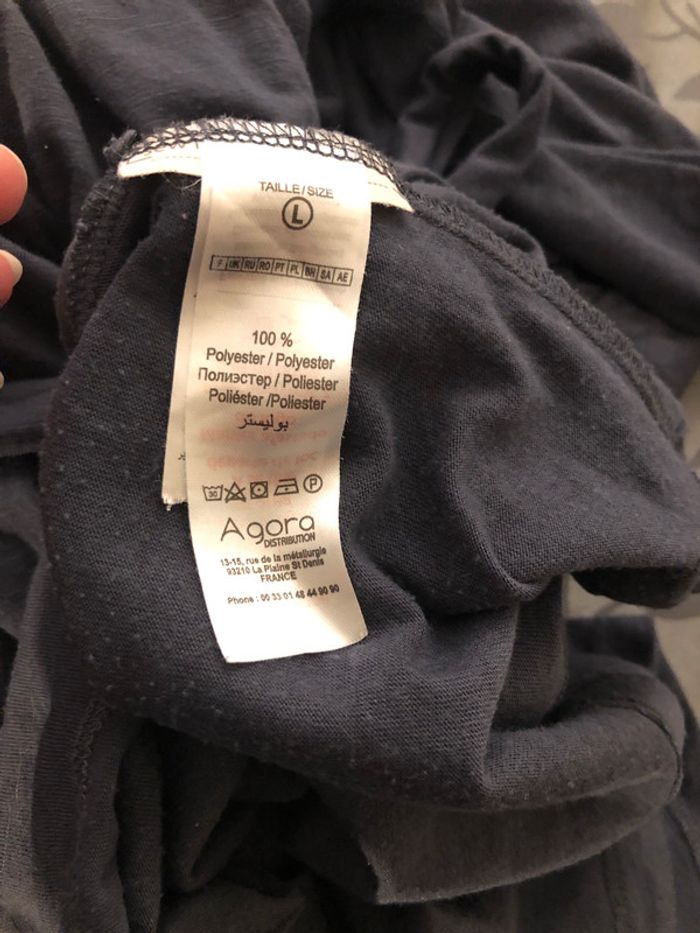 TAILLE/SIZE
L
F UK RU RO PT PL BH SA AE
100 %
Polyester / Polyester
Полиэстер / Poliester
Poliéster /Poliester
بوليستر
30 P
Agora
DISTRIBUTION
13-15, rue de la métallurgie
93210 La Plaine St Denis
FRANCE
Phone : 00 33 01 48 44 90 90